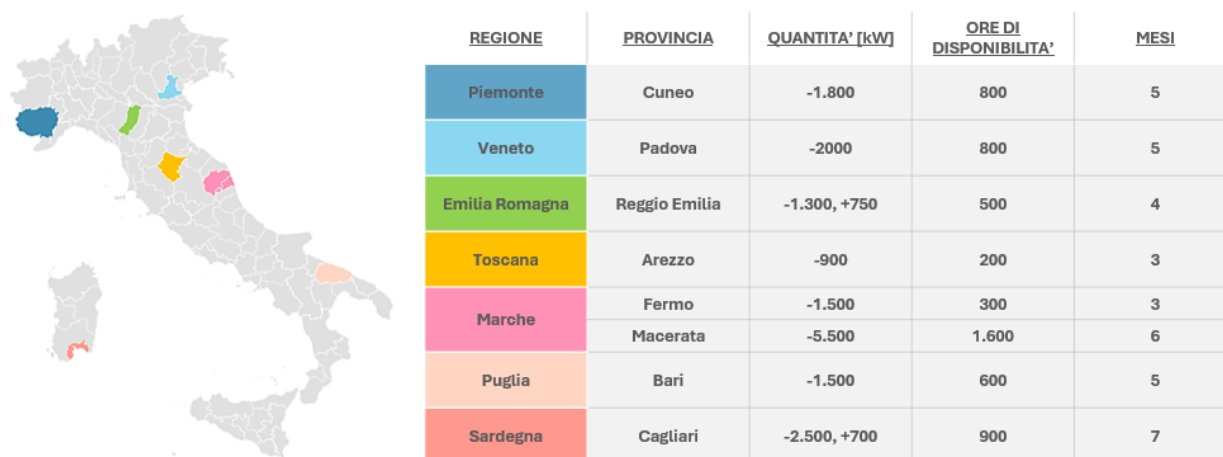 REGIONE PROVINCIA QUANTITA' [kW] ORE DI DISPONIBILITA' MESI
Piemonte Cuneo -1.800 800 5
Veneto Padova -2000 800 5
Emilia Romagna Reggio Emilia -1.300, +750 500 4
Toscana Arezzo -900 200 3
Marche Fermo -1.500 300 3
Macerata -5.500 1.600 6
Puglia Bari -1.500 600 5
Sardegna Cagliari -2.500, +700 900 7